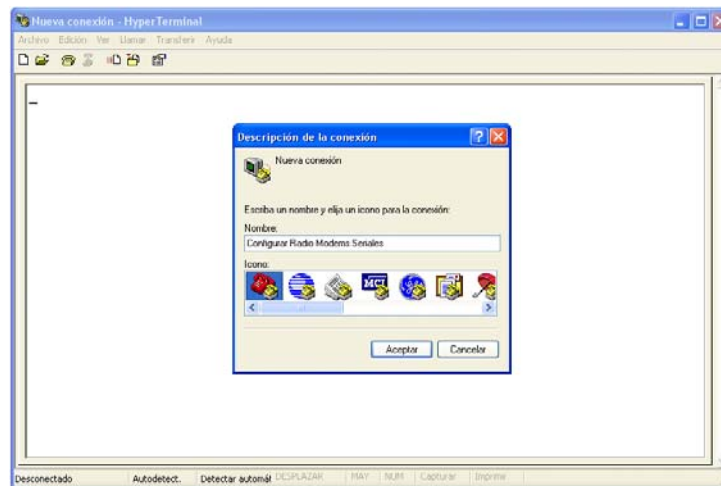 Nueva conexión - HyperTerminal
Archivo Edición Ver Llamar Transferir Ayuda
Descripción de la conexión
Nueva conexión
Escriba un nombre y elija un icono para la conexión:
Nombre:
Configurar Radio Modems Seriales
Icono:
MCI
Aceptar Cancelar
Desconectado Autodetect. Detectar automát DESPLAZAR MAY NUM Capturar Imprimir